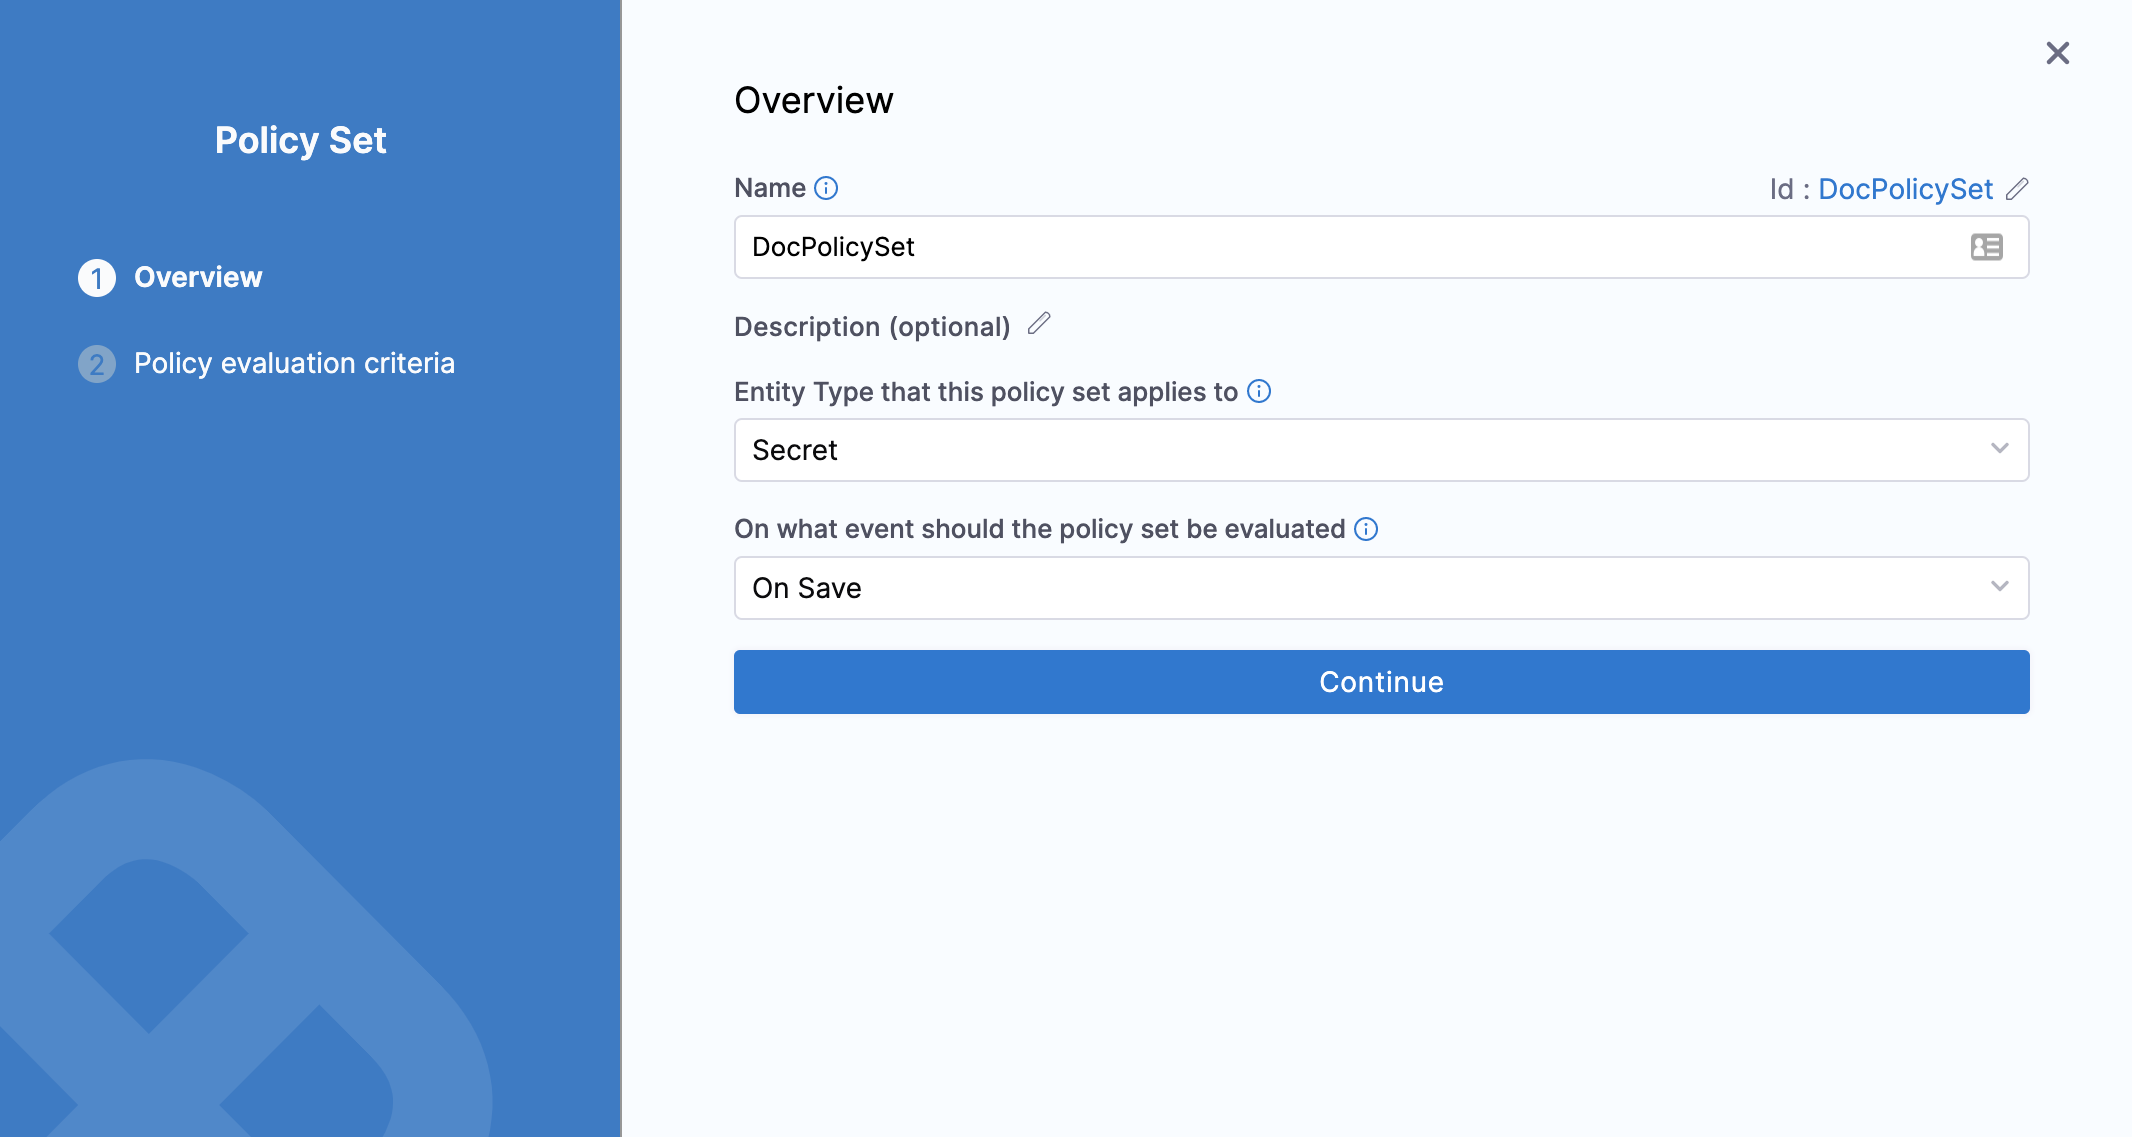 Policy Set
1 Overview
2 Policy evaluation criteria
Overview
Name
Id : DocPolicySet
DocPolicySet
Description (optional)
Entity Type that this policy set applies to
Secret
On what event should the policy set be evaluated
On Save
Continue